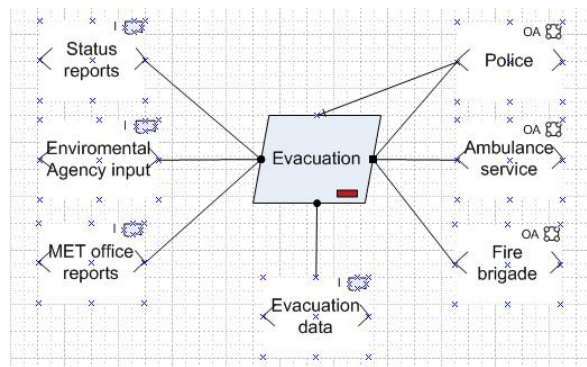 I
Status
reports
OA
Police
I
Enviromental
Agency input
Evacuation
OA
Ambulance
service
I
MET office
reports
OA
Fire
brigade
I
Evacuation
data